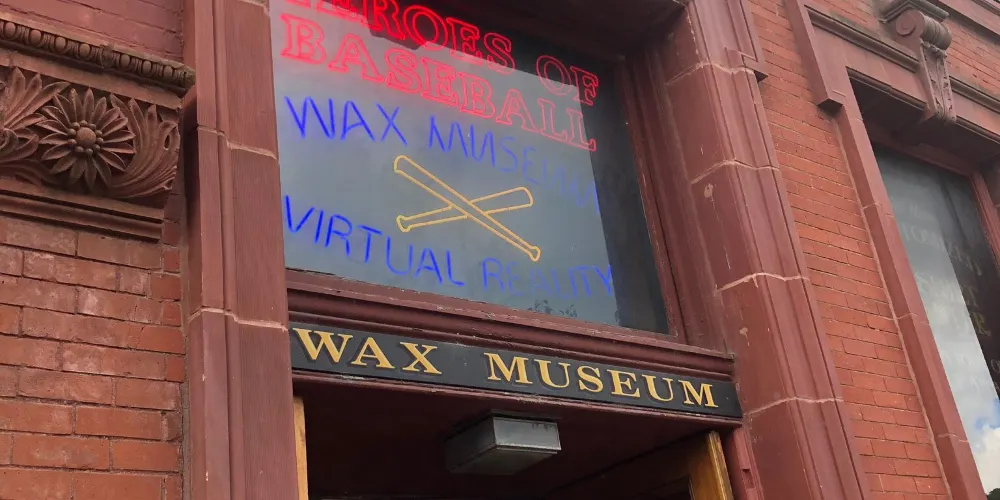 HEROES OF
BASEBALL
WAX MUSEUM
VIRTUAL REALITY
WAX MUSEUM